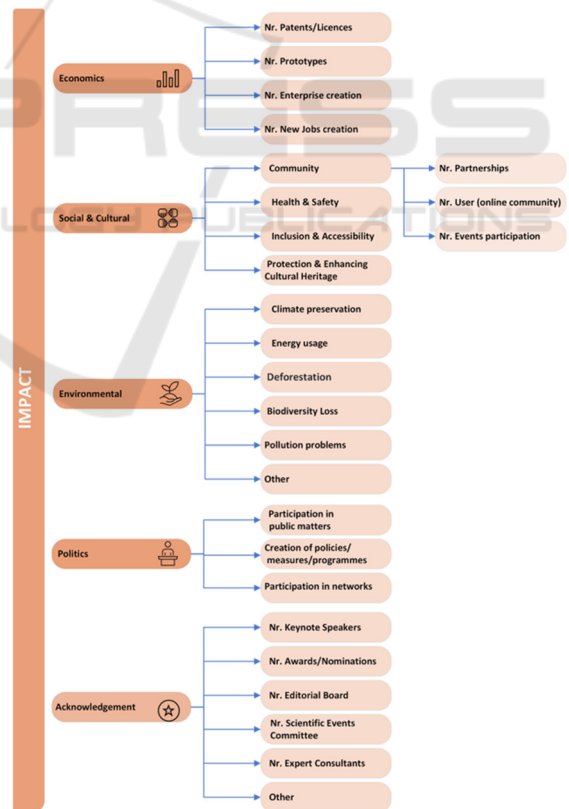 IMPACT
Economics
Nr. Patents/Licences
Nr. Prototypes
Nr. Enterprise creation
Nr. New Jobs creation
Social & Cultural
Community
Nr. Partnerships
Nr. User (online community)
Nr. Events participation
Health & Safety
Inclusion & Accessibility
Protection & Enhancing
Cultural Heritage
Environmental
Climate preservation
Energy usage
Deforestation
Biodiversity Loss
Pollution problems
Other
Politics
Participation in
public matters
Creation of policies/
measures/programmes
Participation in networks
Acknowledgement
Nr. Keynote Speakers
Nr. Awards/Nominations
Nr. Editorial Board
Nr. Scientific Events
Committee
Nr. Expert Consultants
Other
PRESS
LOGY PUBLICATIONS